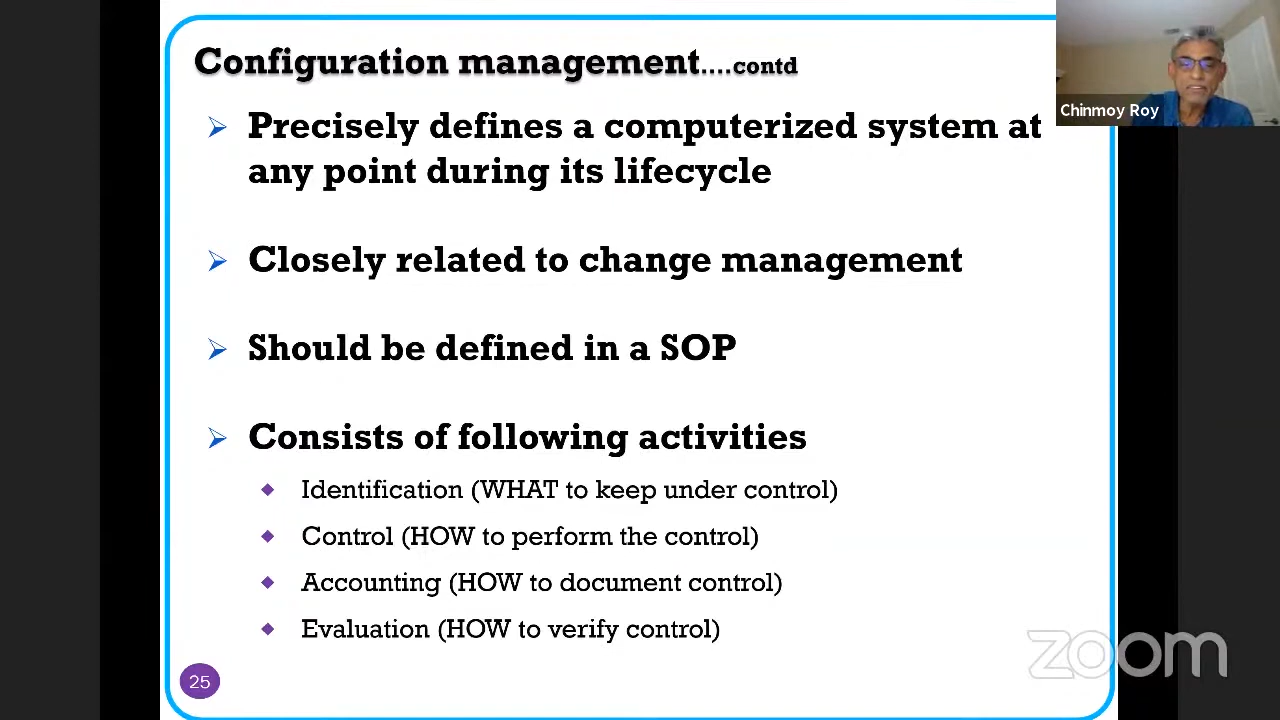 Configuration management....contd
Precisely defines a computerized system at
any point during its lifecycle
Closely related to change management
Should be defined in a SOP
Consists of following activities
Identification (WHAT to keep under control)
Control (HOW to perform the control)
Accounting (HOW to document control)
Evaluation (HOW to verify control)
25
Chinmoy Roy
zoom